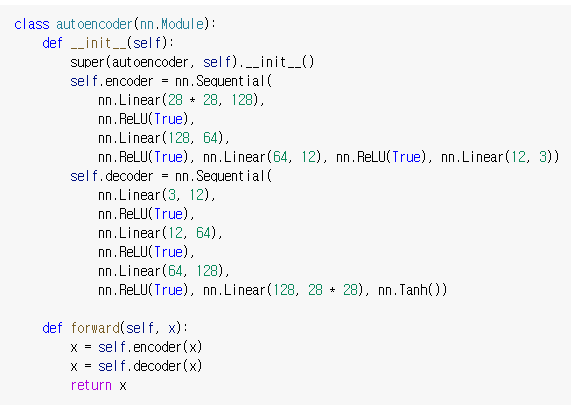 class autoencoder(nn.Module):
    def __init__(self):
        super(autoencoder, self).__init__()
        self.encoder = nn.Sequential(
            nn.Linear(28 * 28, 128),
            nn.ReLU(True),
            nn.Linear(128, 64),
            nn.ReLU(True), nn.Linear(64, 12), nn.ReLU(True), nn.Linear(12, 3))
        self.decoder = nn.Sequential(
            nn.Linear(3, 12),
            nn.ReLU(True),
            nn.Linear(12, 64),
            nn.ReLU(True),
            nn.Linear(64, 128),
            nn.ReLU(True), nn.Linear(128, 28 * 28), nn.Tanh())
    def forward(self, x):
        x = self.encoder(x)
        x = self.decoder(x)
        return x